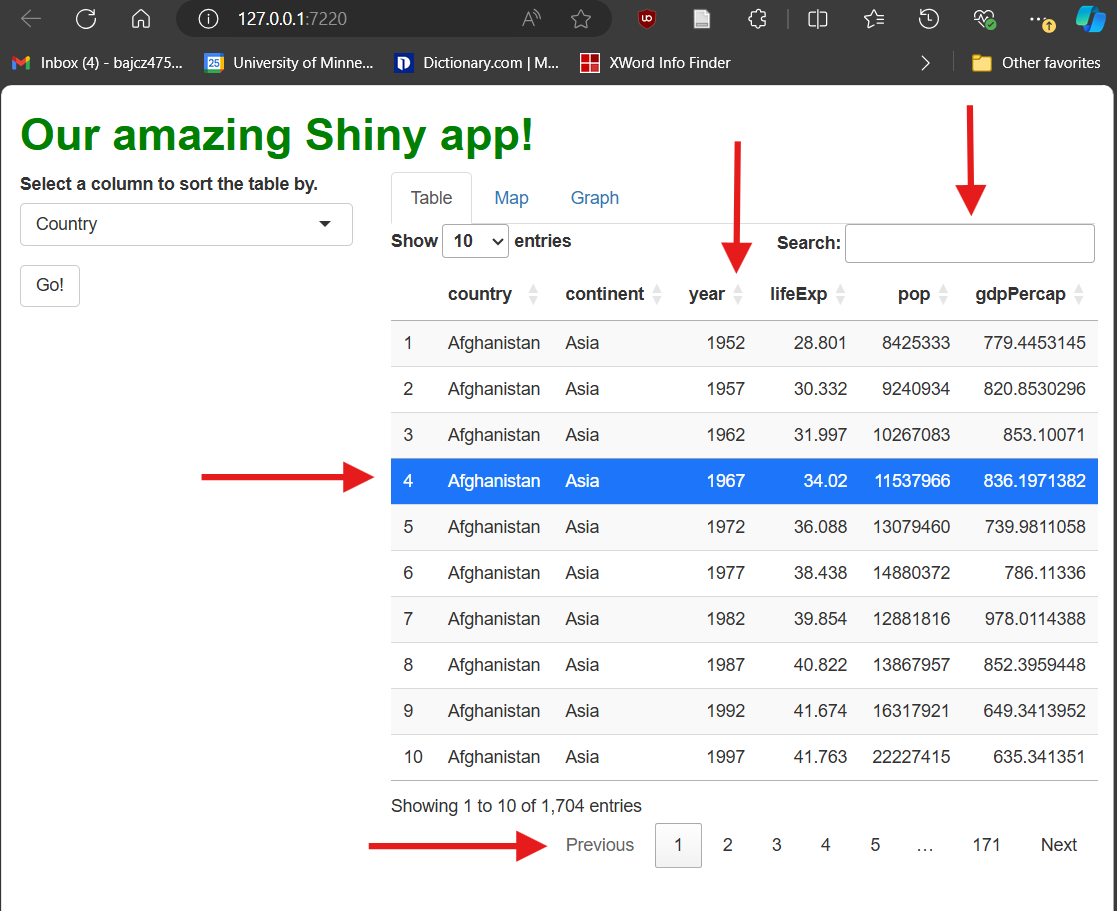 127.0.0.1:7220
Inbox (4) - bajcz475... University of Minne... Dictionary.com | M... XWord Info Finder Other favorites
Our amazing Shiny app!
Select a column to sort the table by.
Country
Go!
Table Map Graph
Show 10 entries Search:
country continent year lifeExp pop gdpPercap
1 Afghanistan Asia 1952 28.801 8425333 779.4453145
2 Afghanistan Asia 1957 30.332 9240934 820.8530296
3 Afghanistan Asia 1962 31.997 10267083 853.10071
4 Afghanistan Asia 1967 34.02 11537966 836.1971382
5 Afghanistan Asia 1972 36.088 13079460 739.9811058
6 Afghanistan Asia 1977 38.438 14880372 786.11336
7 Afghanistan Asia 1982 39.854 12881816 978.0114388
8 Afghanistan Asia 1987 40.822 13867957 852.3959448
9 Afghanistan Asia 1992 41.674 16317921 649.3413952
10 Afghanistan Asia 1997 41.763 22227415 635.341351
Showing 1 to 10 of 1,704 entries
Previous 1 2 3 4 5 … 171 Next